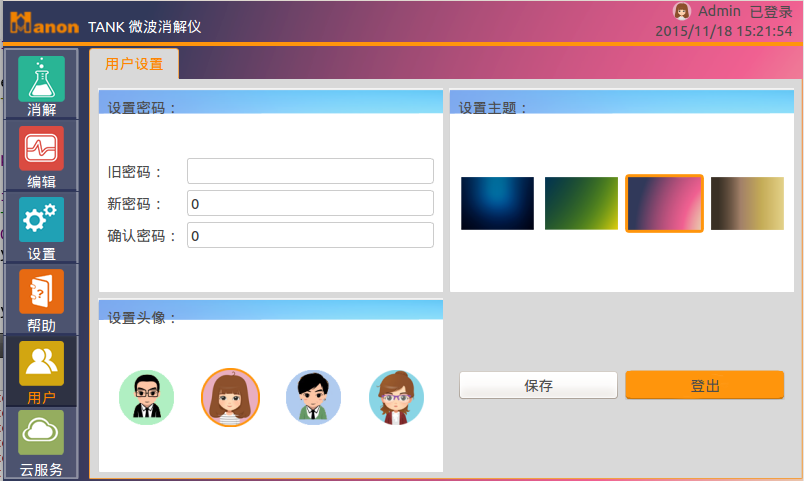 Hanon
TANK 微波消解仪
Admin 已登录
2015/11/18 15:21:54
用户设置
消解
编辑
设置
帮助
用户
云服务
设置密码：
旧密码：
新密码： 0
确认密码： 0
设置主题：
设置头像：
保存
登出